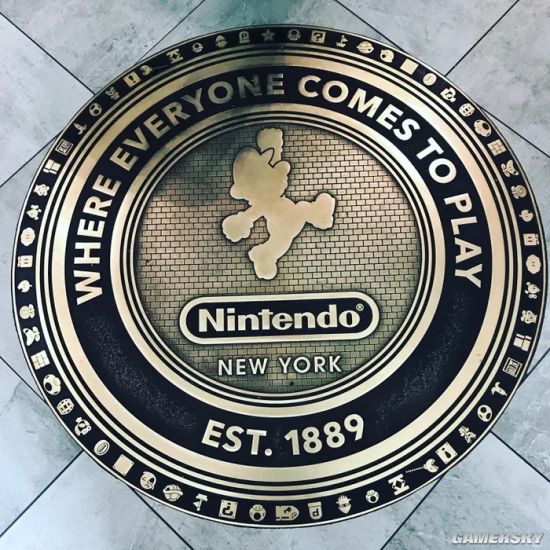 WHERE EVERYONE COMES TO PLAY
Nintendo®
NEW YORK
EST. 1889
GAMERSKY